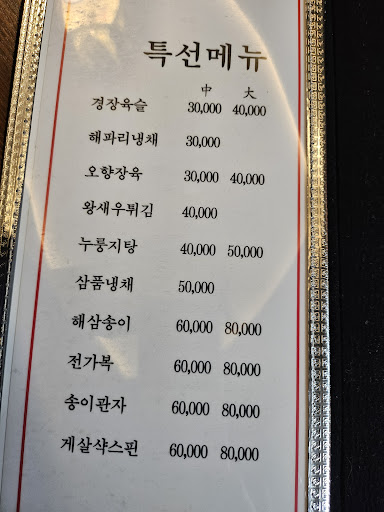 특선메뉴
中 大
경장육슬 30,000 40,000
해파리냉채 30,000
오향장육 30,000 40,000
왕새우튀김 40,000
누룽지탕 40,000 50,000
삼품냉채 50,000
해삼송이 60,000 80,000
전가복 60,000 80,000
송이관자 60,000 80,000
게살샥스핀 60,000 80,000